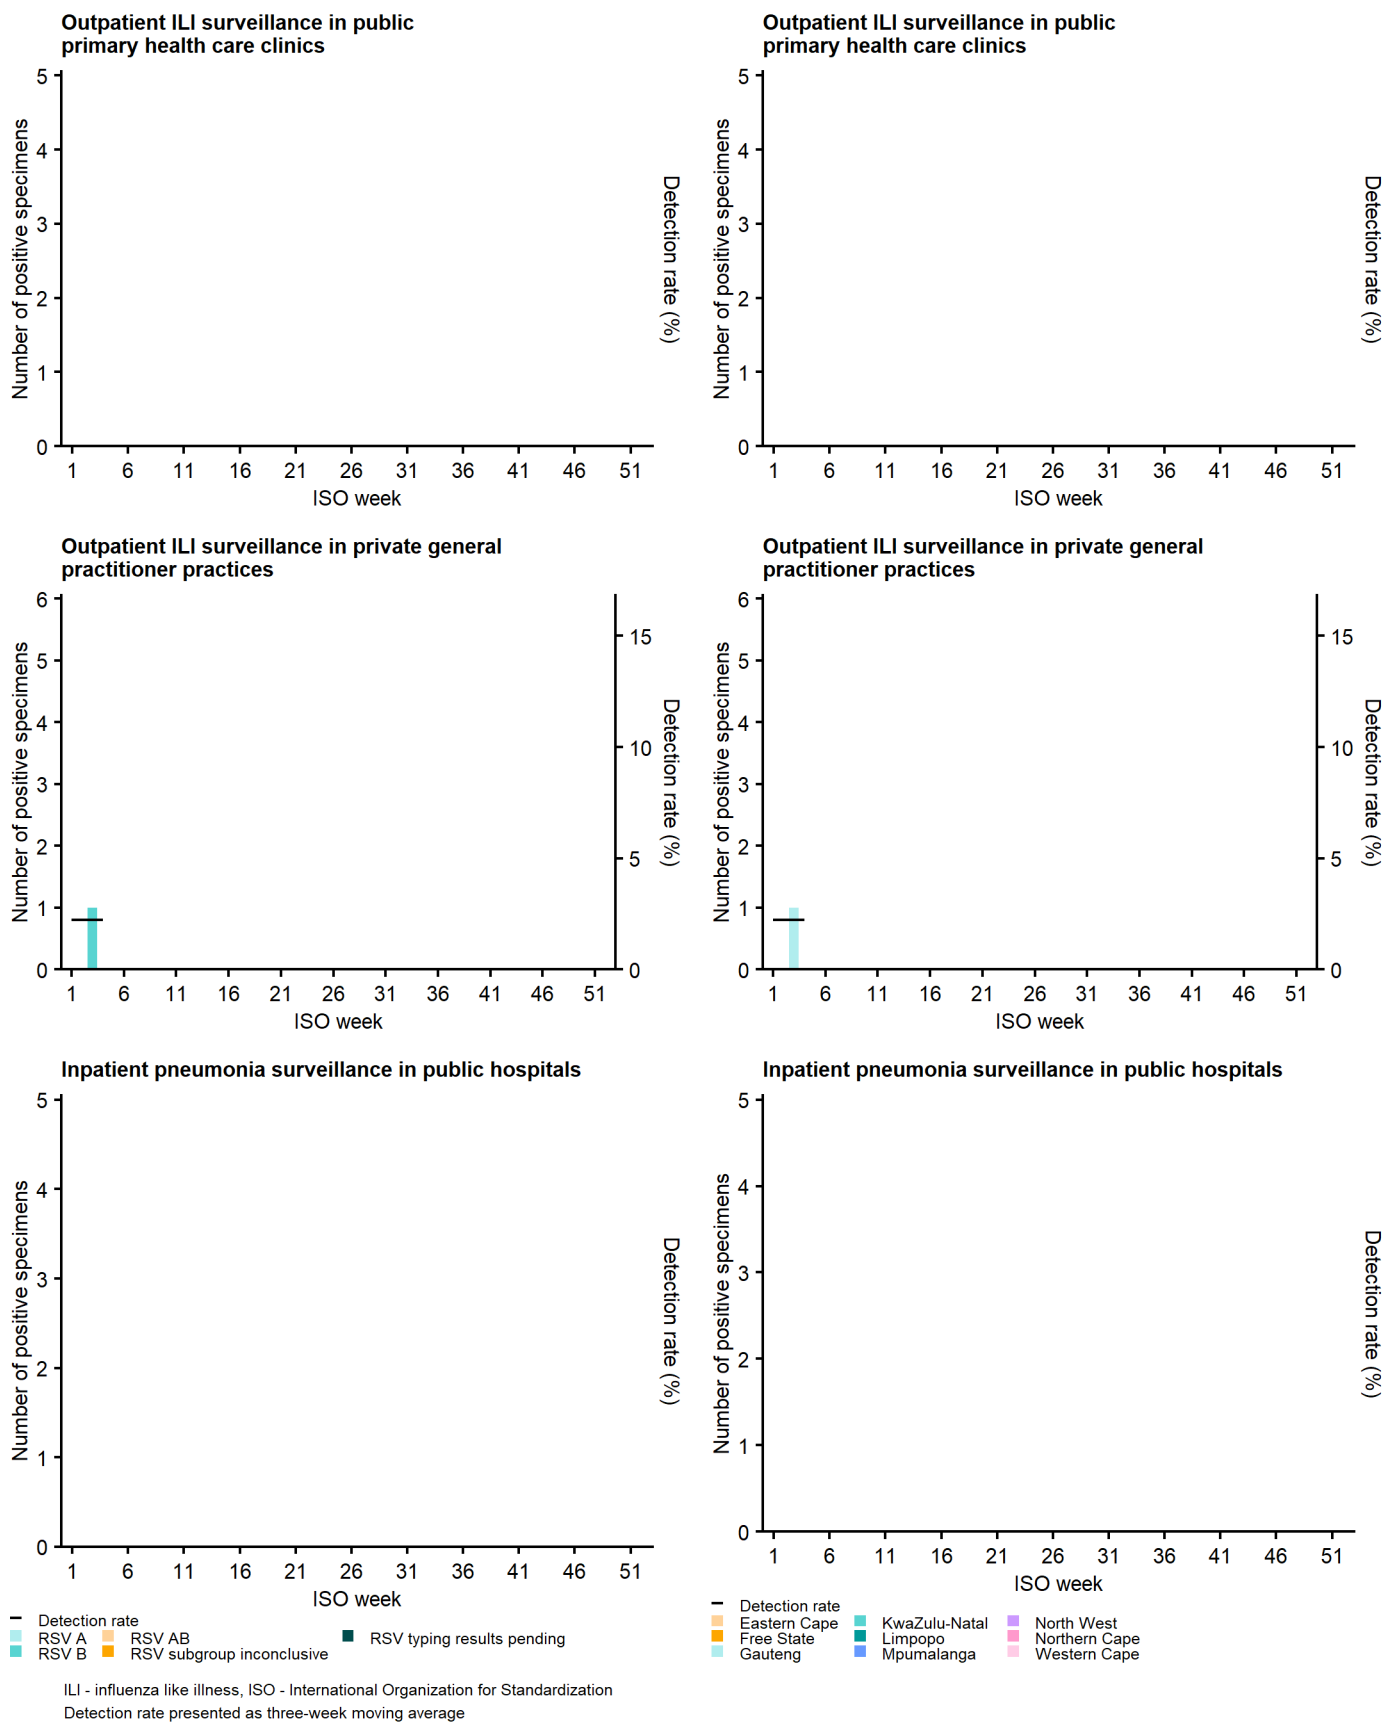 Outpatient ILI surveillance in public
primary health care clinics
5
4
3
2
1
0
Number of positive specimens
Detection rate (%)
1 6 11 16 21 26 31 36 41 46 51
ISO week
Outpatient ILI surveillance in public
primary health care clinics
5
4
3
2
1
0
Number of positive specimens
Detection rate (%)
1 6 11 16 21 26 31 36 41 46 51
ISO week
Outpatient ILI surveillance in private general
practitioner practices
6
5
4
3
2
1
0
Number of positive specimens
15
10
5
0
Detection rate (%)
1 6 11 16 21 26 31 36 41 46 51
ISO week
Outpatient ILI surveillance in private general
practitioner practices
6
5
4
3
2
1
0
Number of positive specimens
15
10
5
0
Detection rate (%)
1 6 11 16 21 26 31 36 41 46 51
ISO week
Inpatient pneumonia surveillance in public hospitals
5
4
3
2
1
0
Number of positive specimens
Detection rate (%)
1 6 11 16 21 26 31 36 41 46 51
ISO week
Inpatient pneumonia surveillance in public hospitals
5
4
3
2
1
0
Number of positive specimens
Detection rate (%)
1 6 11 16 21 26 31 36 41 46 51
ISO week
Detection rate
RSV A RSV AB RSV typing results pending
RSV B RSV subgroup inconclusive
Detection rate
Eastern Cape KwaZulu-Natal North West
Free State Limpopo Northern Cape
Gauteng Mpumalanga Western Cape
ILI - influenza like illness, ISO - International Organization for Standardization
Detection rate presented as three-week moving average